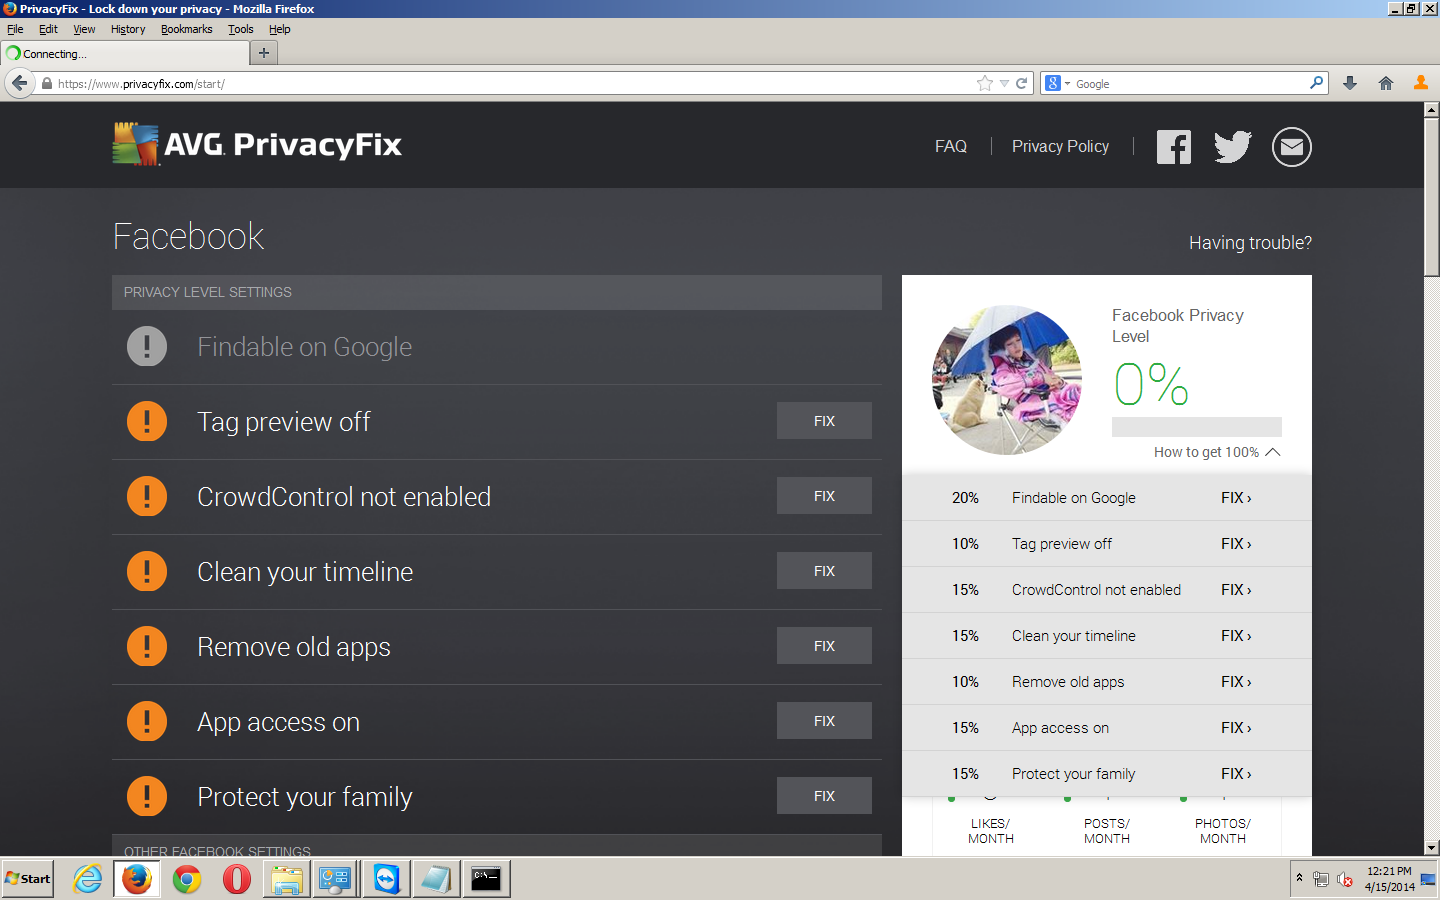 PrivacyFix - Lock down your privacy - Mozilla Firefox
File Edit View History Bookmarks Tools Help
Connecting...
https://www.privacyfix.com/start/
Google
AVG. PrivacyFix
FAQ
Privacy Policy
Facebook
Having trouble?
PRIVACY LEVEL SETTINGS
Findable on Google
Tag preview off FIX
CrowdControl not enabled FIX
Clean your timeline FIX
Remove old apps FIX
App access on FIX
Protect your family FIX
OTHER FACEBOOK SETTINGS
Facebook Privacy
Level
0%
How to get 100%
20% Findable on Google FIX ›
10% Tag preview off FIX ›
15% CrowdControl not enabled FIX ›
15% Clean your timeline FIX ›
10% Remove old apps FIX ›
15% App access on FIX ›
15% Protect your family FIX ›
LIKES/
MONTH
POSTS/
MONTH
PHOTOS/
MONTH
Start
12:21 PM
4/15/2014